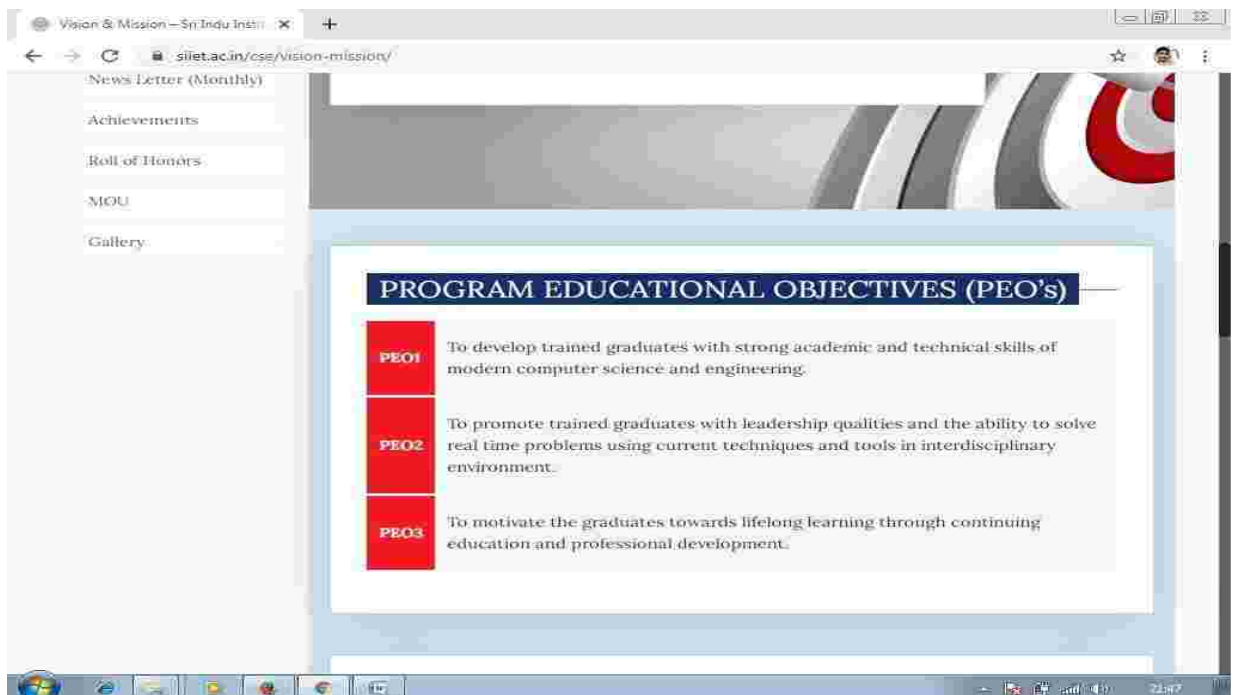 Vision & Mission – Sri Indu Insti
siiet.ac.in/cse/vision-mission/
News Letter (Monthly)
Achievements
Roll of Honors
MOU
Gallery
PROGRAM EDUCATIONAL OBJECTIVES (PEO's)
PEO1
To develop trained graduates with strong academic and technical skills of
modern computer science and engineering.
PEO2
To promote trained graduates with leadership qualities and the ability to solve
real time problems using current techniques and tools in interdisciplinary
environment.
PEO3
To motivate the graduates towards lifelong learning through continuing
education and professional development.
21:47